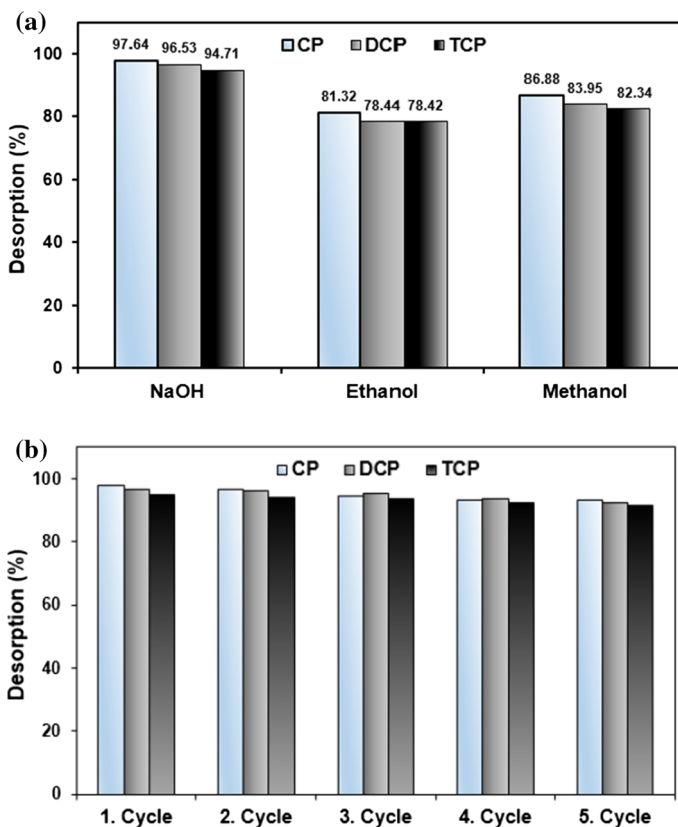 (a)
CP DCP TCP
97.64 96.53 94.71
81.32 78.44 78.42
86.88 83.95 82.34
100
80
60
40
20
0
Desorption (%)
NaOH Ethanol Methanol
(b)
CP DCP TCP
100
80
60
40
20
0
Desorption (%)
1. Cycle 2. Cycle 3. Cycle 4. Cycle 5. Cycle